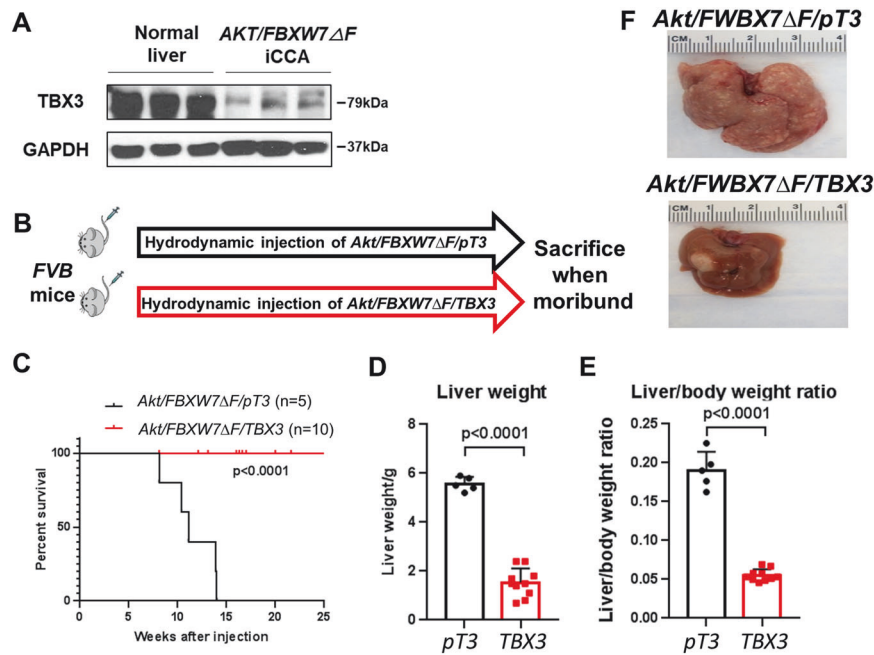 A
Normal
liver
AKT/FBXW7ΔF
iCCA
TBX3
–79kDa
GAPDH
–37kDa
B
FVB
mice
Hydrodynamic injection of Akt/FBXW7ΔF/pT3
Hydrodynamic injection of Akt/FBXW7ΔF/TBX3
Sacrifice
when
moribund
C
Akt/FBXW7ΔF/pT3 (n=5)
Akt/FBXW7ΔF/TBX3 (n=10)
p<0.0001
Percent survival
100
50
0
0 5 10 15 20 25
Weeks after injection
D
Liver weight
p<0.0001
Liver weight/g
8
6
4
2
0
pT3 TBX3
E
Liver/body weight ratio
p<0.0001
Liver/body weight ratio
0.25
0.20
0.15
0.10
0.05
0.00
pT3 TBX3
F
Akt/FWBX7ΔF/pT3
CM 1 2 3 4
Akt/FWBX7ΔF/TBX3
CM 1 2 3 4